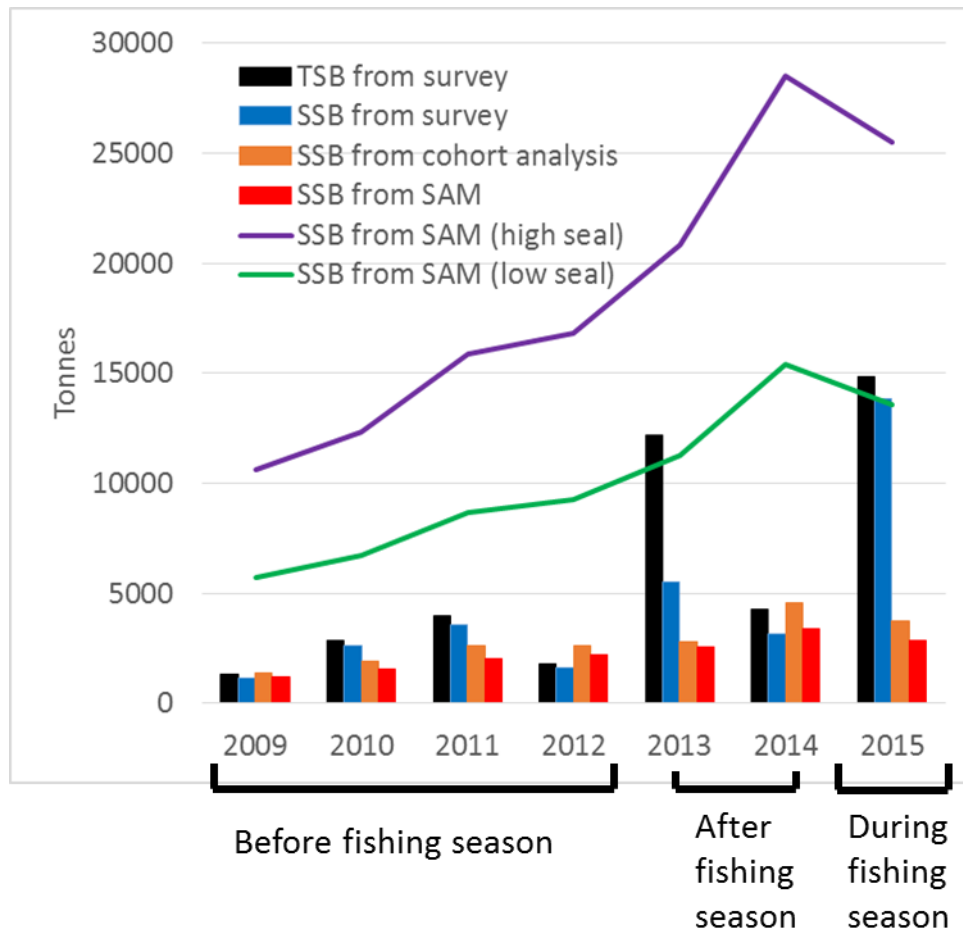 30000
25000
20000
15000
10000
5000
0
Tonnes
TSB from survey
SSB from survey
SSB from cohort analysis
SSB from SAM
SSB from SAM (high seal)
SSB from SAM (low seal)
2009 2010 2011 2012 2013 2014 2015
Before fishing season
After
fishing
season
During
fishing
season